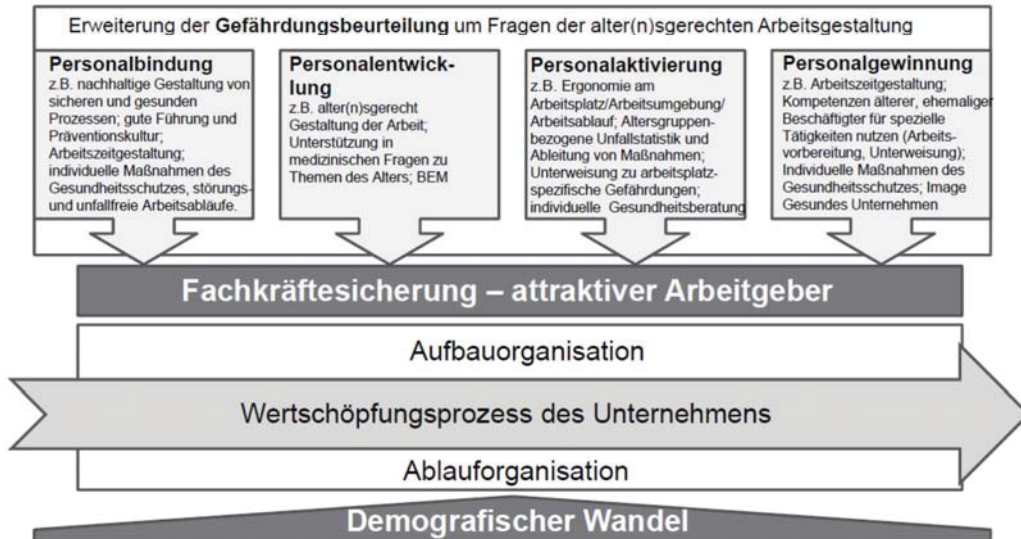 Erweiterung der Gefährdungsbeurteilung um Fragen der alter(n)sgerechten Arbeitsgestaltung
Personalbindung
z.B. nachhaltige Gestaltung von
sicheren und gesunden
Prozessen; gute Führung und
Präventionskultur;
Arbeitszeitgestaltung;
individuelle Maßnahmen des
Gesundheitsschutzes, störungs-
und unfallfreie Arbeitsabläufe.
Personalentwick-
lung
z.B. alter(n)sgerecht
Gestaltung der Arbeit;
Unterstützung in
medizinischen Fragen zu
Themen des Alters; BEM
Personalaktivierung
z.B. Ergonomie am
Arbeitsplatz/Arbeitsumgebung/
Arbeitsablauf; Altersgruppen-
bezogene Unfallstatistik und
Ableitung von Maßnahmen;
Unterweisung zu arbeitsplatz-
spezifische Gefährdungen;
individuelle Gesundheitsberatung
Personalgewinnung
z.B. Arbeitszeitgestaltung;
Kompetenzen älterer, ehemaliger
Beschäftigter für spezielle
Tätigkeiten nutzen (Arbeits-
vorbereitung, Unterweisung);
Individuelle Maßnahmen des
Gesundheitsschutzes; Image
Gesundes Unternehmen
Fachkräftesicherung – attraktiver Arbeitgeber
Aufbauorganisation
Wertschöpfungsprozess des Unternehmens
Ablauforganisation
Demografischer Wandel